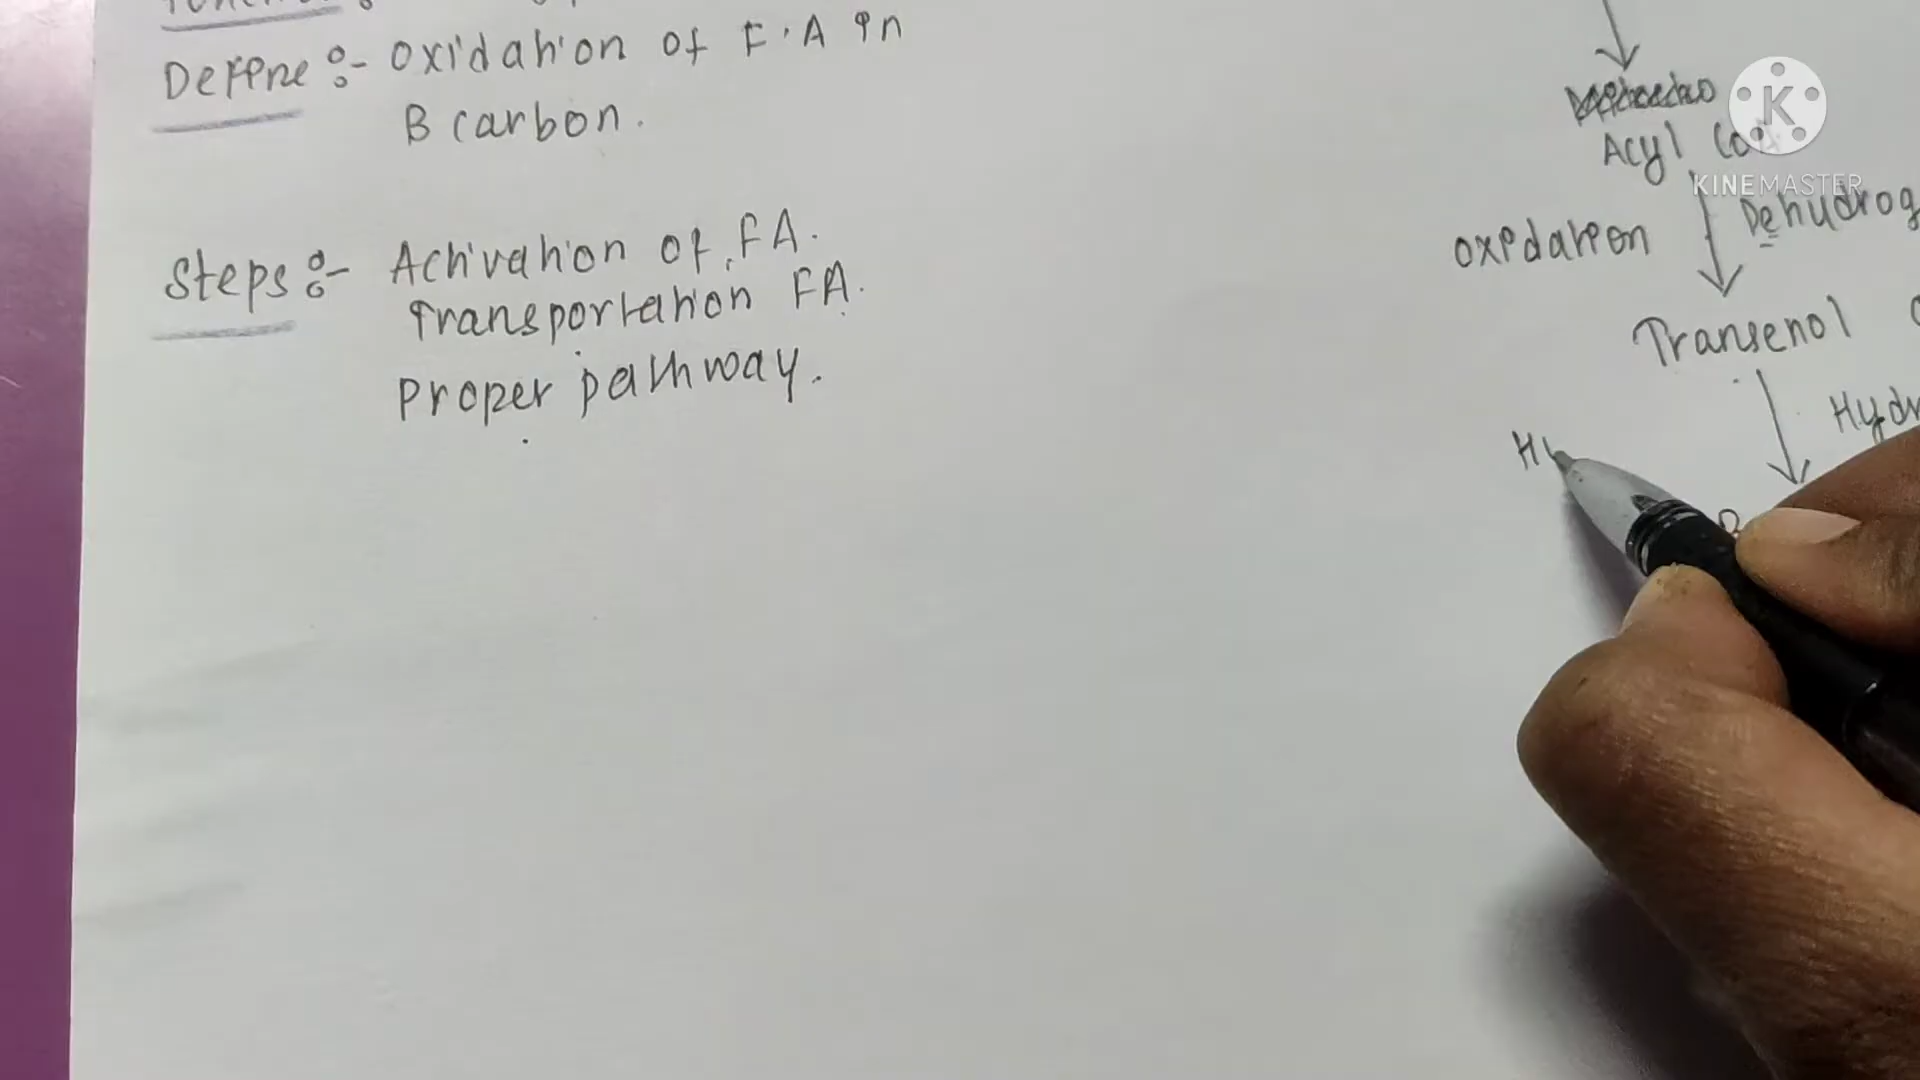 Define :- Oxidation of F.A in
B carbon.
Steps :- Activation of FA.
Transportation FA.
Proper pathway.
Acyl CoA
KINEMASTER
Oxidation Dehydrog
Transenol
Hydr